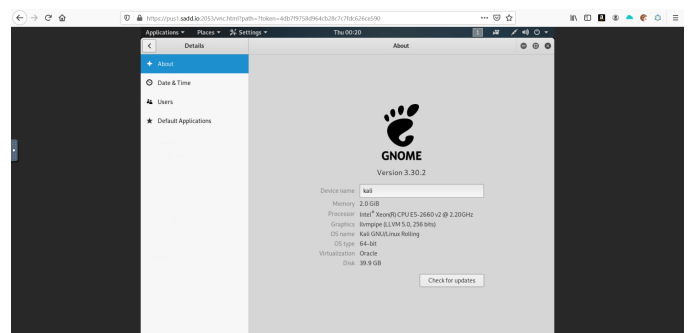 https://pus1.sadd.io:2053/vnc.html?path=?token=4db7f9758d964cb28c7c7fdc626ce590
Applications Places Settings Thu 00:20 1
Details About
About
Date & Time
Users
Default Applications
GNOME
Version 3.30.2
Device name kali
Memory 2.0 GiB
Processor Intel® Xeon(R) CPU E5-2660 v2 @ 2.20GHz
Graphics llvmpipe (LLVM 5.0, 256 bits)
OS name Kali GNU/Linux Rolling
OS type 64-bit
Virtualization Oracle
Disk 39.9 GB
Check for updates